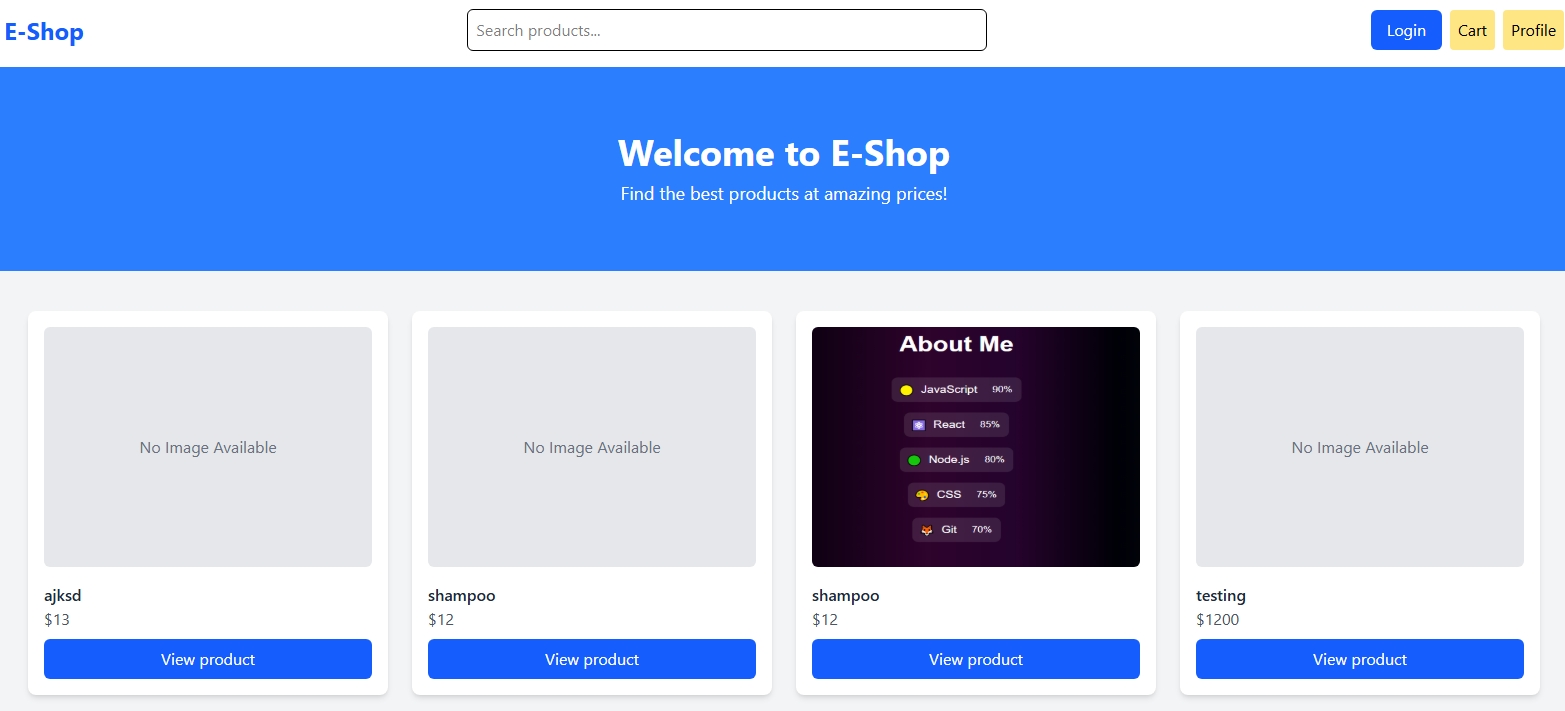 E-Shop
Search products...
Login
Cart
Profile
Welcome to E-Shop
Find the best products at amazing prices!
No Image Available
ajksd
$13
View product
No Image Available
shampoo
$12
View product
About Me
JavaScript 90%
React 85%
Node.js 80%
CSS 75%
Git 70%
shampoo
$12
View product
No Image Available
testing
$1200
View product